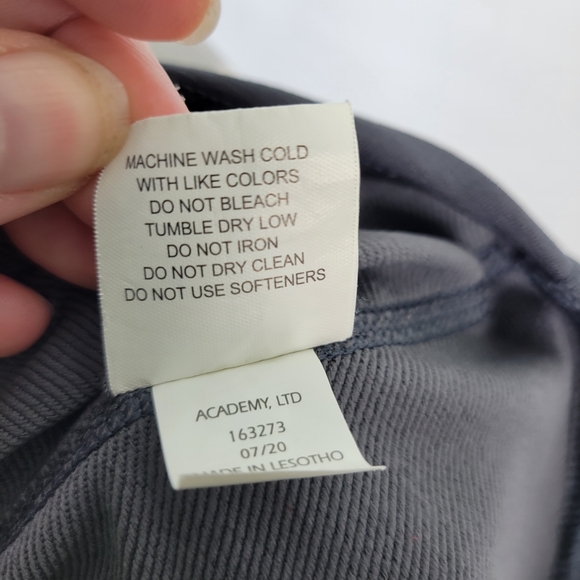 MACHINE WASH COLD
WITH LIKE COLORS
DO NOT BLEACH
TUMBLE DRY LOW
DO NOT IRON
DO NOT DRY CLEAN
DO NOT USE SOFTENERS
ACADEMY, LTD
163273
07/20
MADE IN LESOTHO